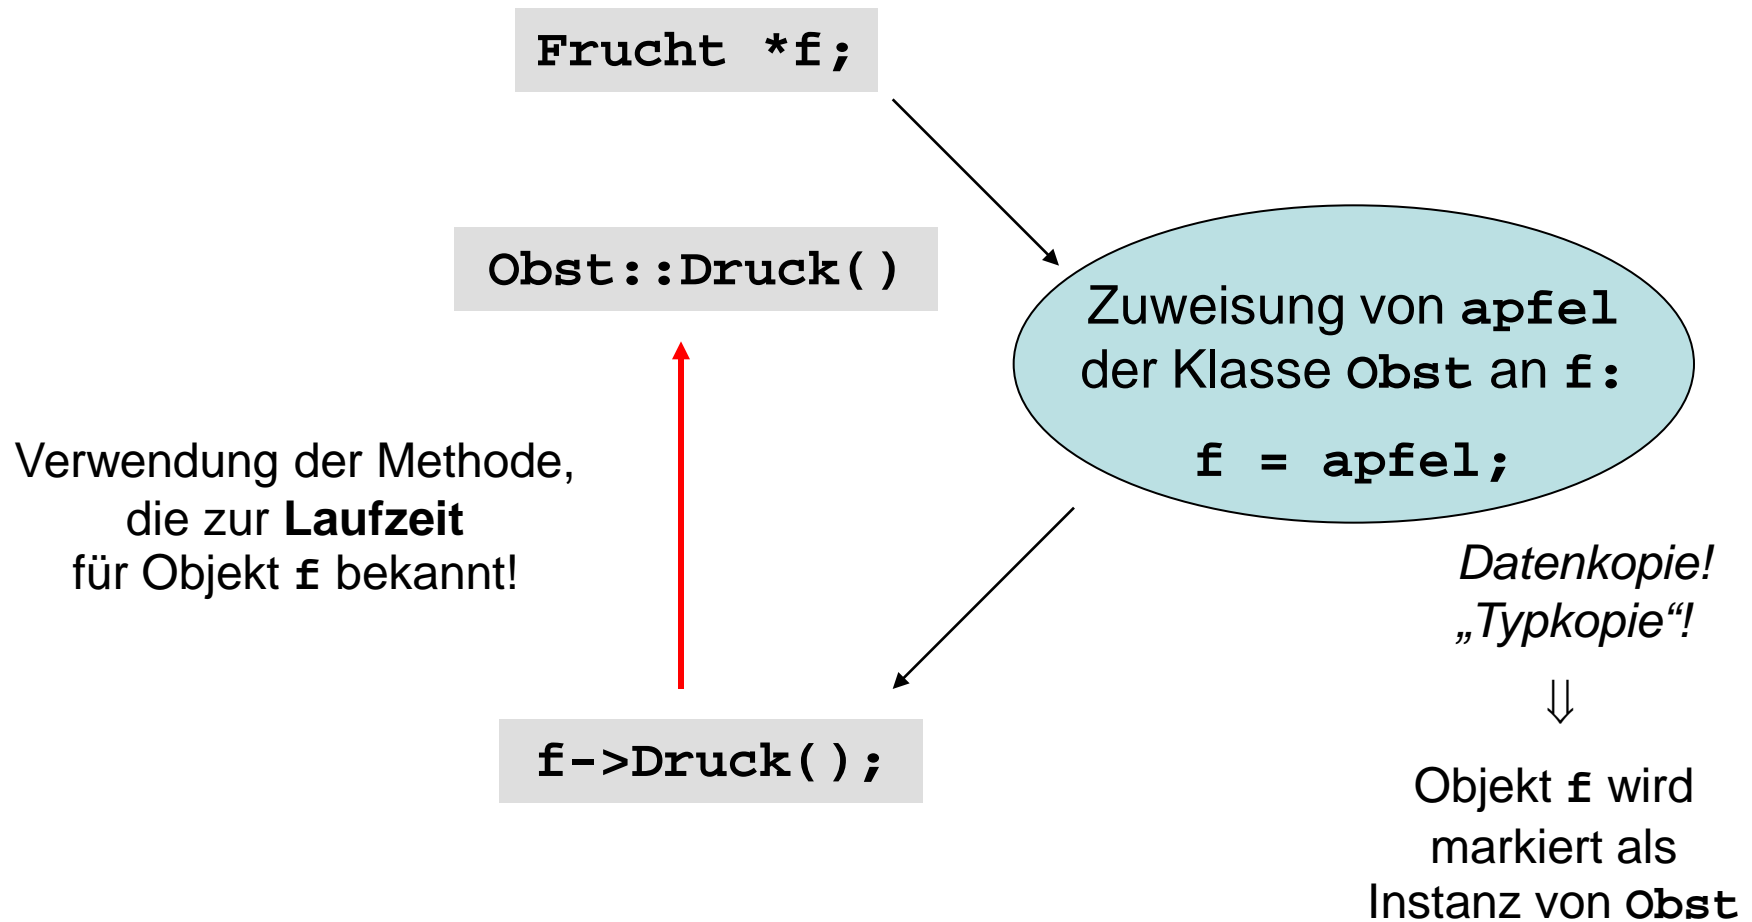 Frucht *f;
Obst::Druck()
Zuweisung von apfel
der Klasse Obst an f:
f = apfel;
Verwendung der Methode,
die zur Laufzeit
für Objekt f bekannt!
Datenkopie!
„Typkopie“!
⇓
f->Druck();
Objekt f wird
markiert als
Instanz von Obst